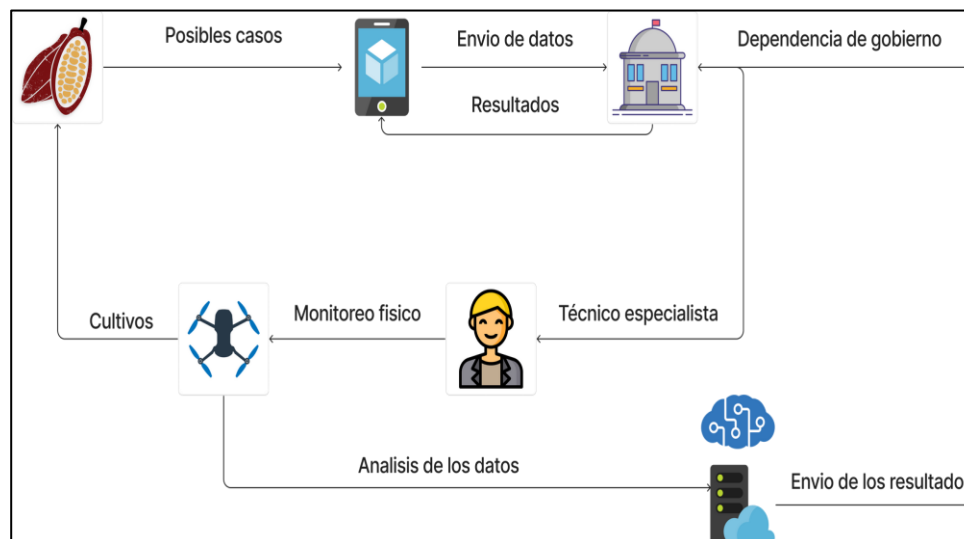 Posibles casos
Envio de datos
Dependencia de gobierno
Resultados
Cultivos
Monitoreo fisico
Técnico especialista
Analisis de los datos
Envio de los resultado